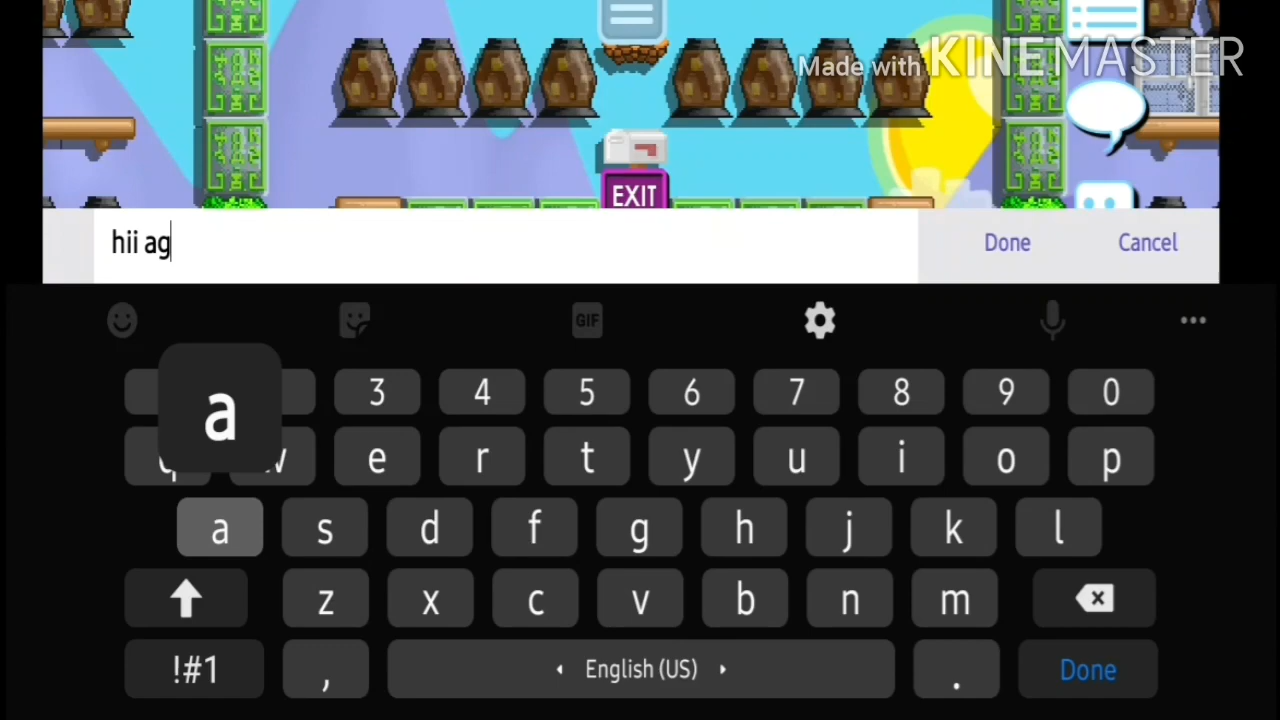 Made with KINEMASTER
EXIT
hii ag
Done
Cancel
GIF
a
3 4 5 6 7 8 9 0
e r t y u i o p
a s d f g h j k l
z x c v b n m
!#1 , English (US) . Done